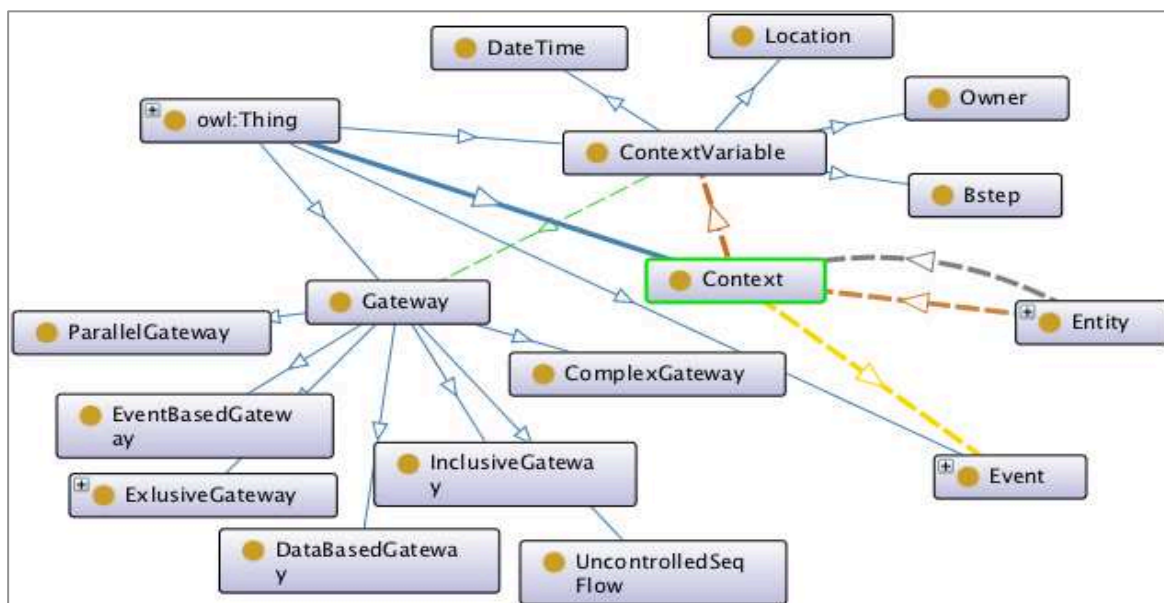 DateTime
Location
owl:Thing
Owner
ContextVariable
Bstep
Context
Gateway
Entity
ParallelGateway
ComplexGateway
EventBasedGatew
ay
InclusiveGatewa
y
Event
ExlusiveGateway
DataBasedGatewa
y
UncontrolledSeq
Flow